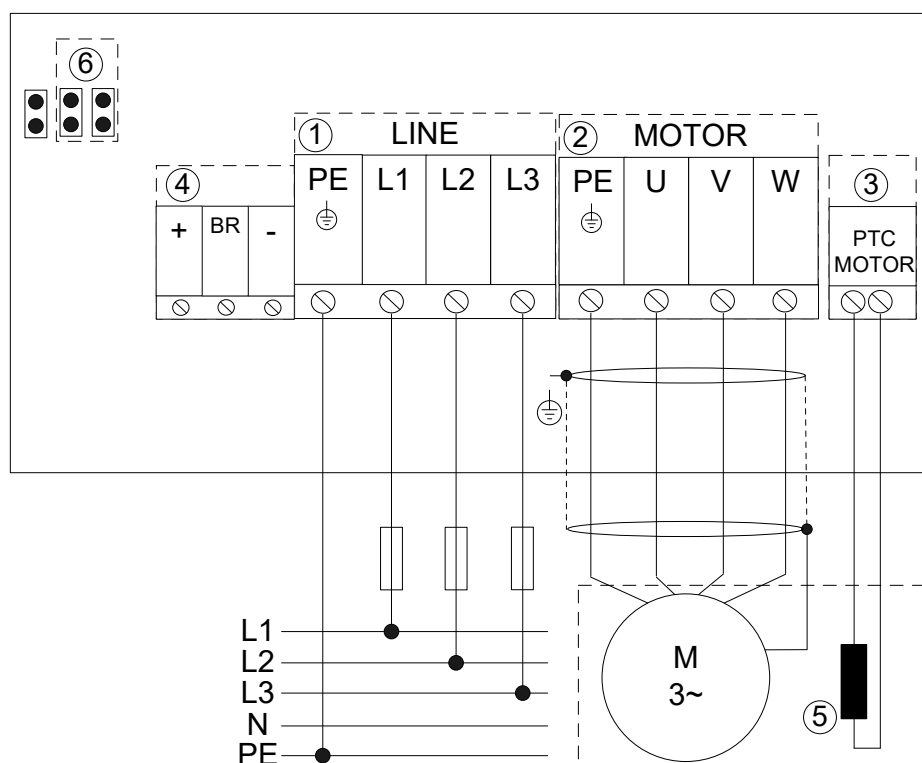 6
1 LINE
2 MOTOR
4
PE L1 L2 L3
PE U V W
3
+ BR -
PTC
MOTOR
L1
L2
L3
N
PE
M
3~
5